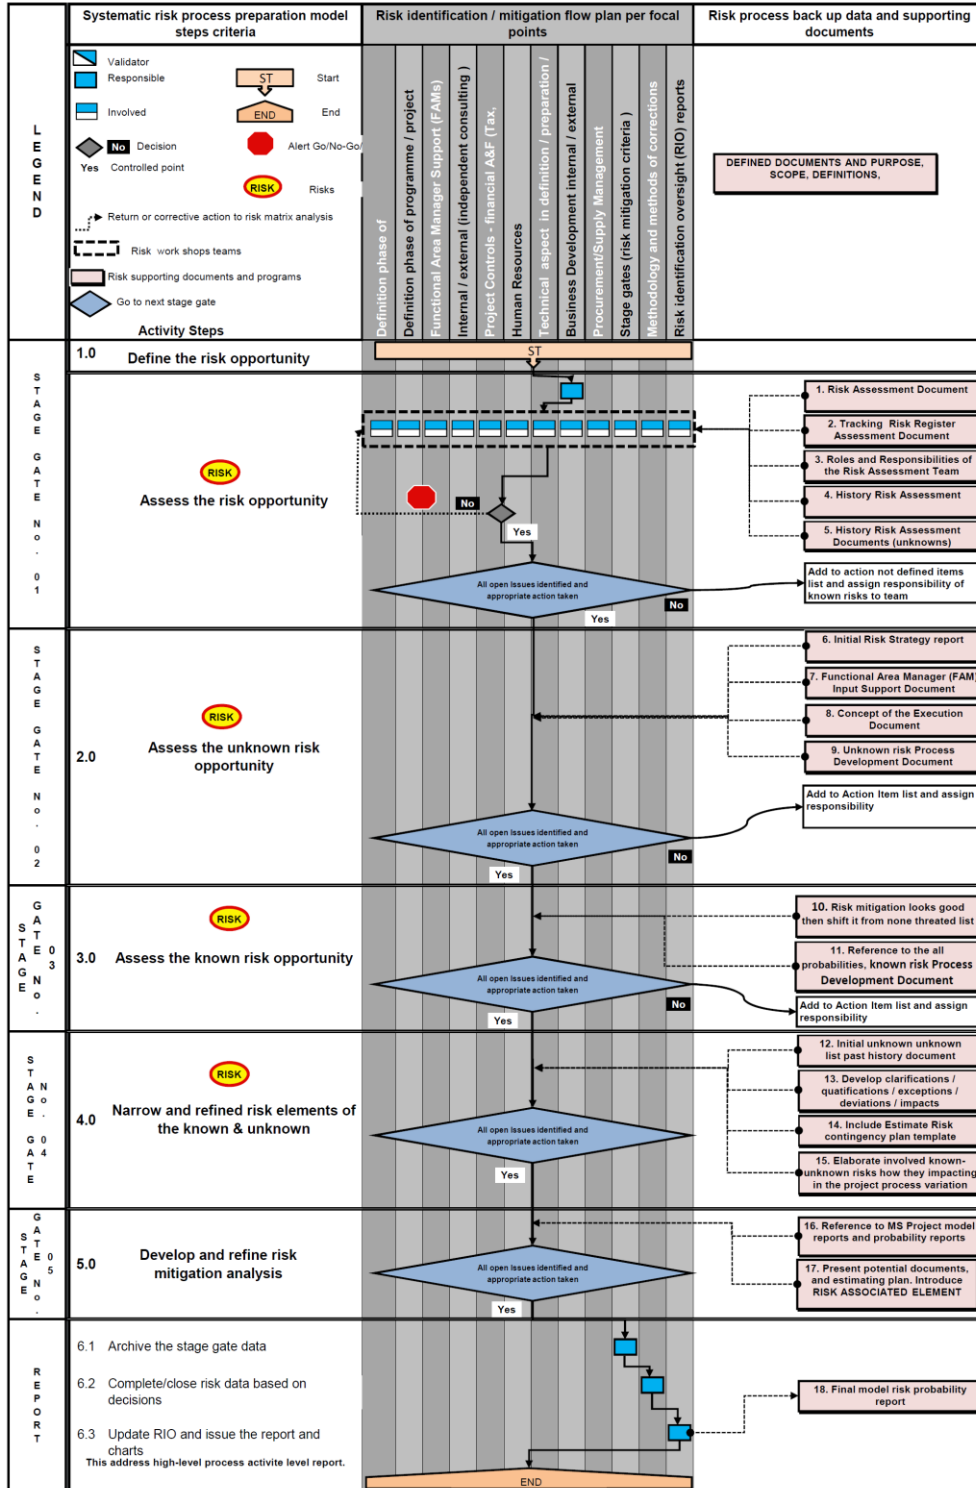 Systematic risk process preparation model
steps criteria
Risk identification / mitigation flow plan per focal
points
Risk process back up data and supporting
documents
LEGEND
Validator
Responsible
Involved
ST
Start
END
End
No
Decision
Yes
Controlled point
Alert Go/No-Go/
RISK
Risks
Return or corrective action to risk matrix analysis
Risk work shops teams
Risk supporting documents and programs
Go to next stage gate
Activity Steps
Definition phase of
Definition phase of programme / project
Functional Area Manager Support (FAMs)
Internal / external (independent consulting)
Project Controls - financial A&F (Tax,
Human Resources
Technical aspect in definition / preparation /
Business Development internal / external
Procurement/Supply Management
Stage gates (risk mitigation criteria )
Methodology and methods of corrections
Risk identification oversight (RIO) reports
DEFINED DOCUMENTS AND PURPOSE,
SCOPE, DEFINITIONS,
STAGE GATE No. 01
1.0
Define the risk opportunity
ST
RISK
Assess the risk opportunity
No
Yes
All open Issues identified and
appropriate action taken
No
Yes
1. Risk Assessment Document
2. Tracking Risk Register
Assessment Document
3. Roles and Responsibilities of
the Risk Assessment Team
4. History Risk Assessment
5. History Risk Assessment
Documents (unknowns)
Add to action not defined items
list and assign responsibility of
known risks to team
STAGE GATE No. 02
2.0
RISK
Assess the unknown risk
opportunity
All open Issues identified and
appropriate action taken
No
Yes
6. Initial Risk Strategy report
7. Functional Area Manager (FAM)
Input Support Document
8. Concept of the Execution
Document
9. Unknown risk Process
Development Document
Add to Action Item list and assign
responsibility
STAGE
GATE No.
03
3.0
RISK
Assess the known risk opportunity
All open Issues identified and
appropriate action taken
No
Yes
10. Risk mitigation looks good
then shift it from none threated list
11. Reference to the all
probabilities, known risk Process
Development Document
Add to Action Item list and assign
responsibility
STAGE GATE
No. 04
4.0
RISK
Narrow and refined risk elements of
the known & unknown
All open Issues identified and
appropriate action taken
Yes
12. Initial unknown unknown
list past history document
13. Develop clarifications /
quatifications / exceptions /
deviations / impacts
14. Include Estimate Risk
contingency plan template
15. Elaborate involved known-
unknown risks how they impacting
in the project process variation
STAGE
GATE No.
05
5.0
Develop and refine risk
mitigation analysis
All open Issues identified and
appropriate action taken
Yes
16. Reference to MS Project model
reports and probability reports
17. Present potential documents,
and estimating plan. Introduce
RISK ASSOCIATED ELEMENT
REPORT
6.1 Archive the stage gate data
6.2 Complete/close risk data based on
decisions
6.3 Update RIO and issue the report and
charts
This address high-level process activite level report.
18. Final model risk probability
report
END